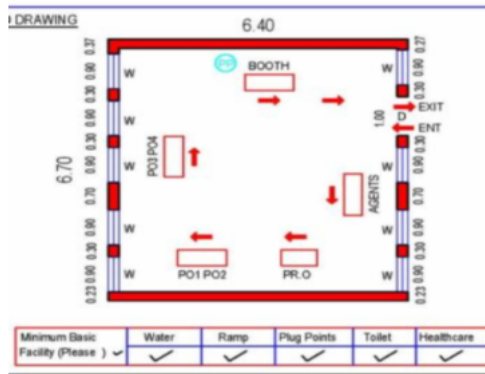 DRAWING
6.40
PP
BOOTH
W
W
EXIT
D
ENT
1.00
W
W
PO3 PO4
W
W
6.70
AGENTS
W
W
PO1 PO2
PR.O
W
W
0.37
0.90
0.30
0.90
0.30
0.90
0.70
0.90
0.30
0.90
0.23
0.27
0.90
0.30
0.90
0.70
0.90
0.30
0.90
0.23
Minimum Basic Facility (Please ) ✓
Water
Ramp
Plug Points
Toilet
Healthcare
✓ ✓ ✓ ✓ ✓